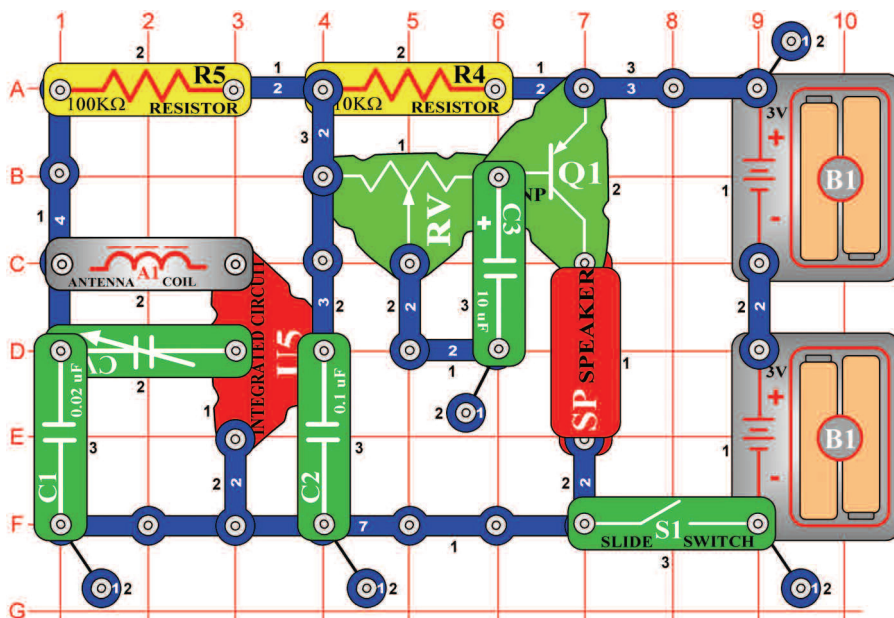 1 2 3 4 5 6 7 8 9 10
A B C D E F G
2 R5 100KΩ RESISTOR
1 2
2 R4 10KΩ RESISTOR
1 2
3 3
1 2
3V + - B1
1
3 2
1 RV
NP Q1 2
C3 + 10 uF 3
1 4
ANTENNA A1 COIL 2
INTEGRATED CIRCUIT U5 1
3 2
2 2
2 1
2 1
SP SPEAKER 1
2 2
3V + - B1
1
2
C1 0.02 uF 3
C2 0.1 uF 3
2 2
2 2
7 1
SLIDE S1 SWITCH 3
1 2
1 2
1 2